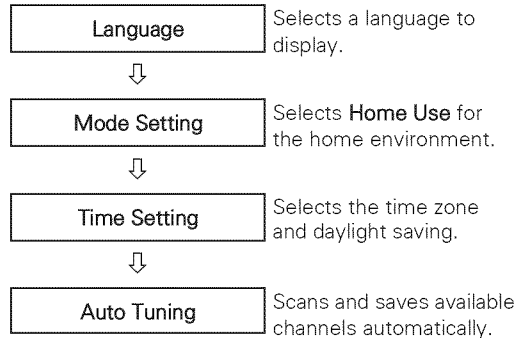 Language
Selects a language to
display.
Mode Setting
Selects Home Use for
the home environment.
Time Setting
Selects the time zone
and daylight saving.
Auto Tuning
Scans and saves available
channels automatically.